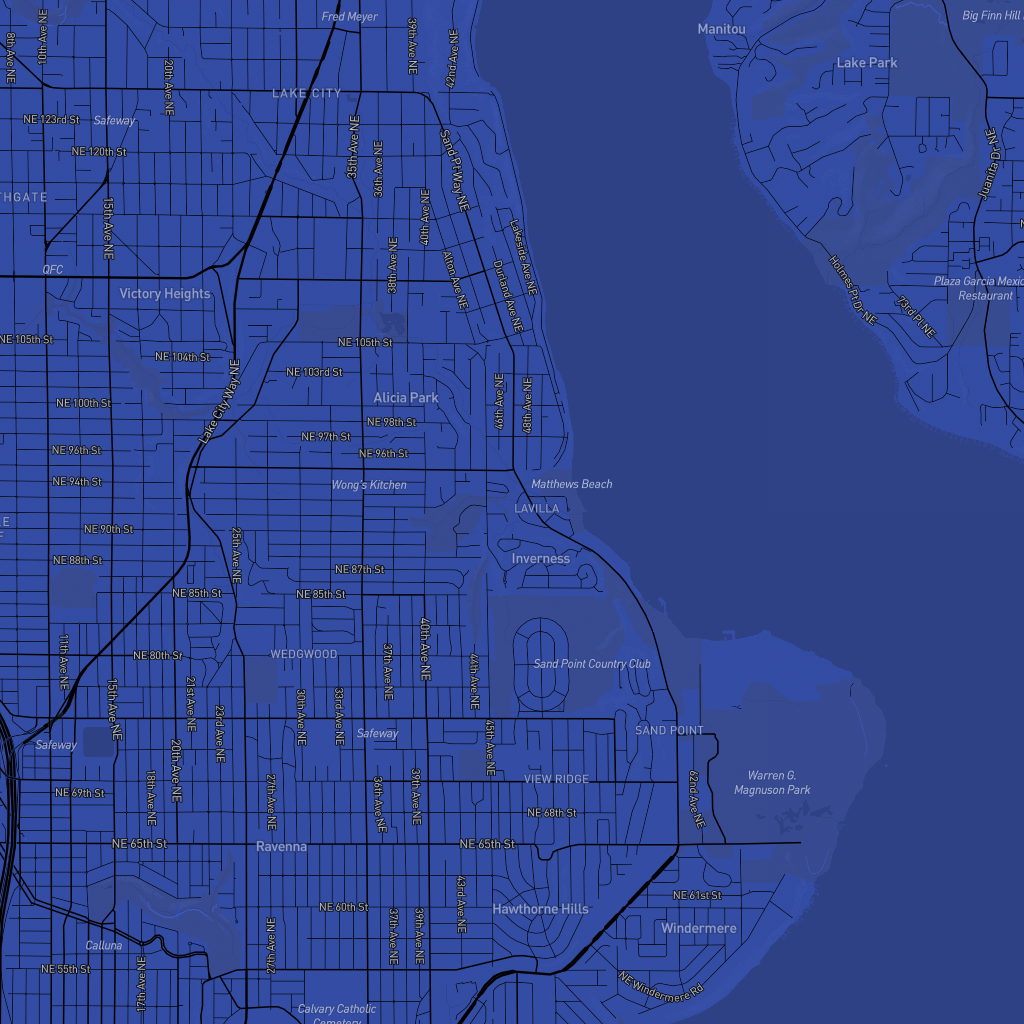 Fred Meyer
Manitou
Big Finn Hill
8th Ave NE
10th Ave NE
20th Ave NE
39th Ave NE
42nd Ave NE
Lake Park
LAKE CITY
NE 123rd St
Safeway
NE 120th St
35th Ave NE
36th Ave NE
Sand Pt Way NE
Juanita Dr NE
THGATE
15th Ave NE
40th Ave NE
38th Ave NE
Lakeside Ave NE
QFC
Victory Heights
Alton Ave NE
Durland Ave NE
Holmes Pt Dr NE
73rd Pt NE
Plaza Garcia Mexic
Restaurant
NE 105th St
NE 104th St
NE 105th St
NE 103rd St
Lake City Way NE
Alicia Park
46th Ave NE
48th Ave NE
NE 100th St
NE 98th St
NE 97th St
NE 96th St
NE 96th St
NE 94th St
Wong's Kitchen
Matthews Beach
LAVILLA
NE 90th St
25th Ave NE
NE 88th St
NE 87th St
Inverness
NE 85th St
NE 85th St
11th Ave NE
NE 80th St
WEDGWOOD
37th Ave NE
40th Ave NE
44th Ave NE
Sand Point Country Club
15th Ave NE
21st Ave NE
23rd Ave NE
30th Ave NE
33rd Ave NE
Safeway
Safeway
45th Ave NE
SAND POINT
20th Ave NE
18th Ave NE
27th Ave NE
36th Ave NE
39th Ave NE
VIEW RIDGE
62nd Ave NE
Warren G.
Magnuson Park
NE 69th St
NE 68th St
NE 65th St
Ravenna
NE 65th St
43rd Ave NE
NE 61st St
NE 60th St
37th Ave NE
39th Ave NE
Hawthorne Hills
Windermere
Calluna
27th Ave NE
NE 55th St
17th Ave NE
NE Windermere Rd
Calvary Catholic
Cemetery